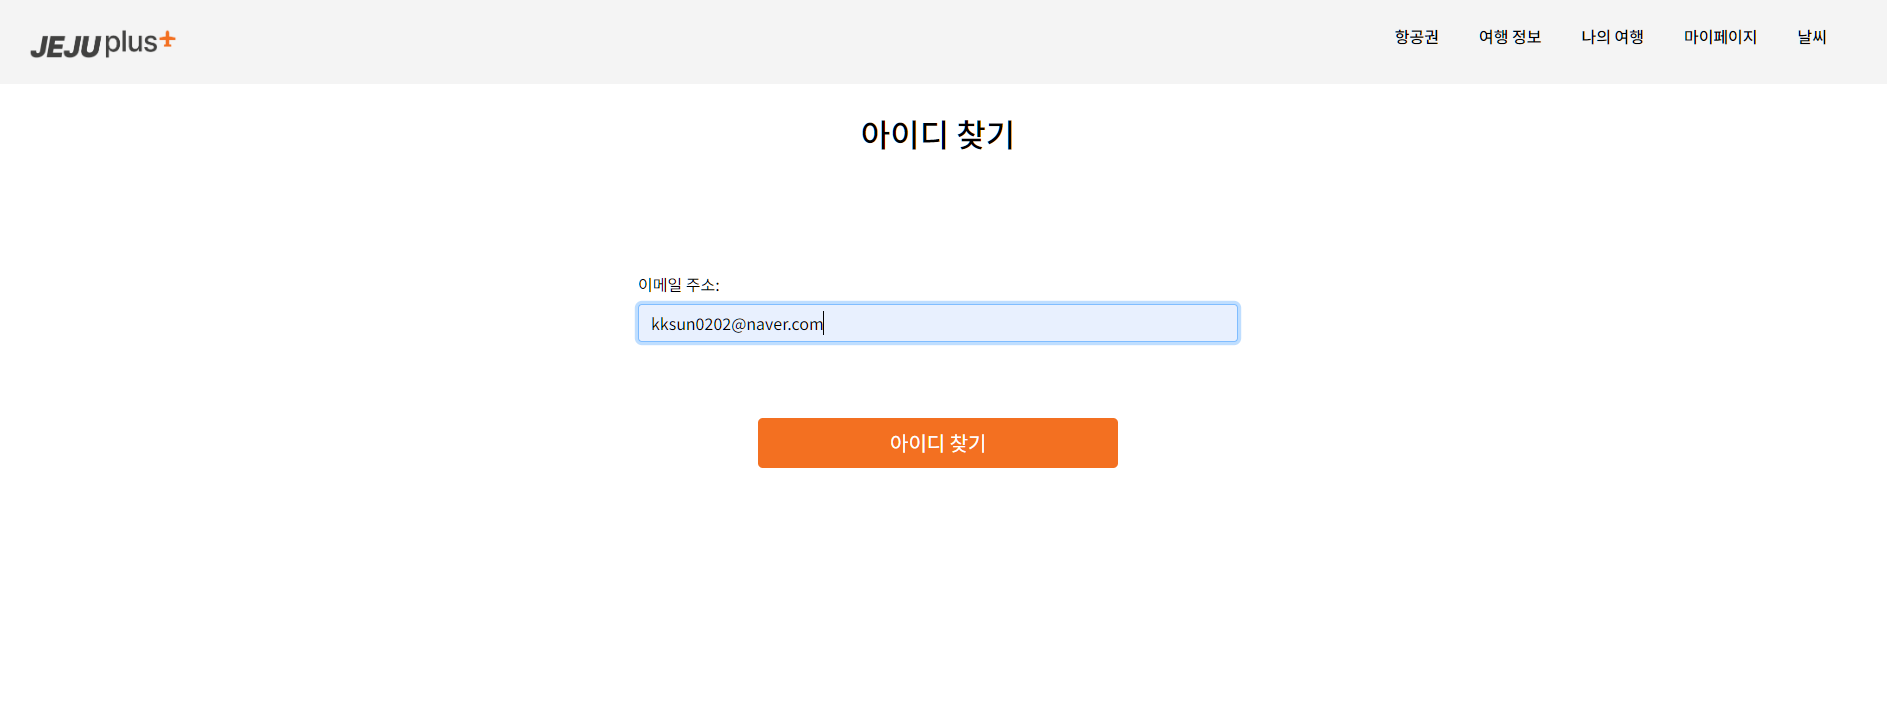 JEJU plus+
항공권 여행 정보 나의 여행 마이페이지 날씨
아이디 찾기
이메일 주소:
kksun0202@naver.com
아이디 찾기